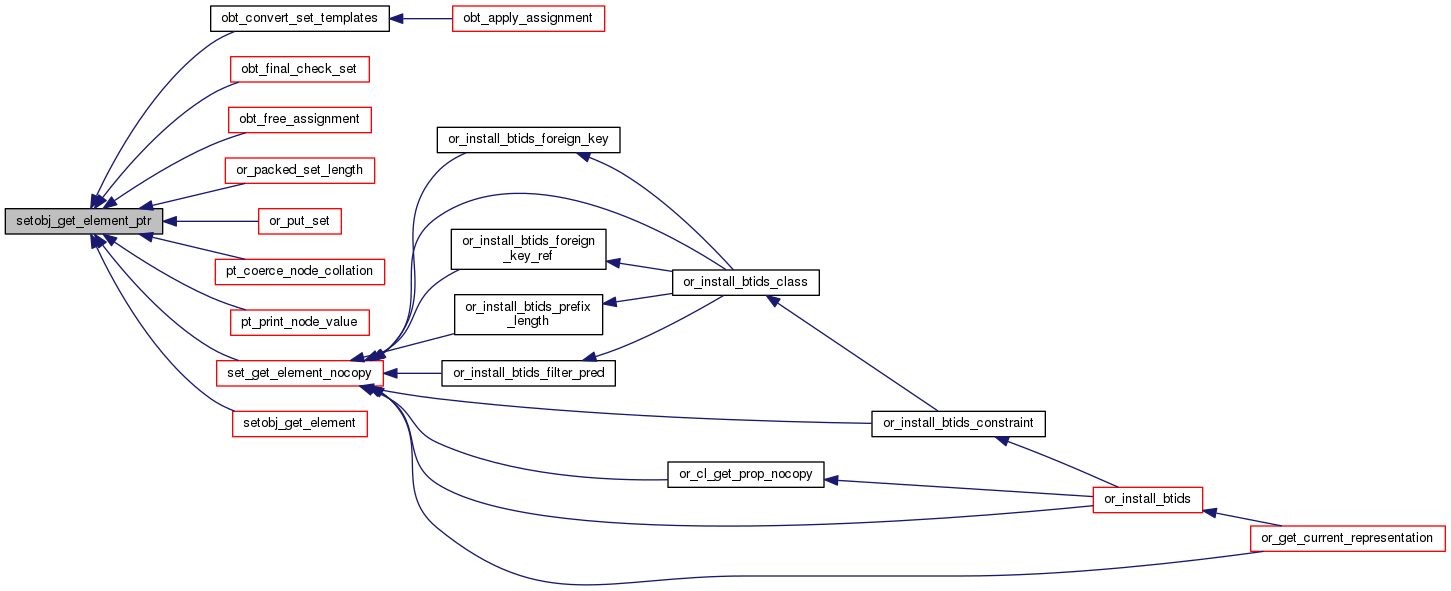 obt_convert_set_templates
obt_apply_assignment
obt_final_check_set
obt_free_assignment
or_install_btids_foreign_key
or_packed_set_length
setobj_get_element_ptr
or_put_set
or_install_btids_foreign
_key_ref
pt_coerce_node_collation
or_install_btids_class
or_install_btids_prefix
_length
pt_print_node_value
set_get_element_nocopy
or_install_btids_filter_pred
setobj_get_element
or_install_btids_constraint
or_cl_get_prop_nocopy
or_install_btids
or_get_current_representation